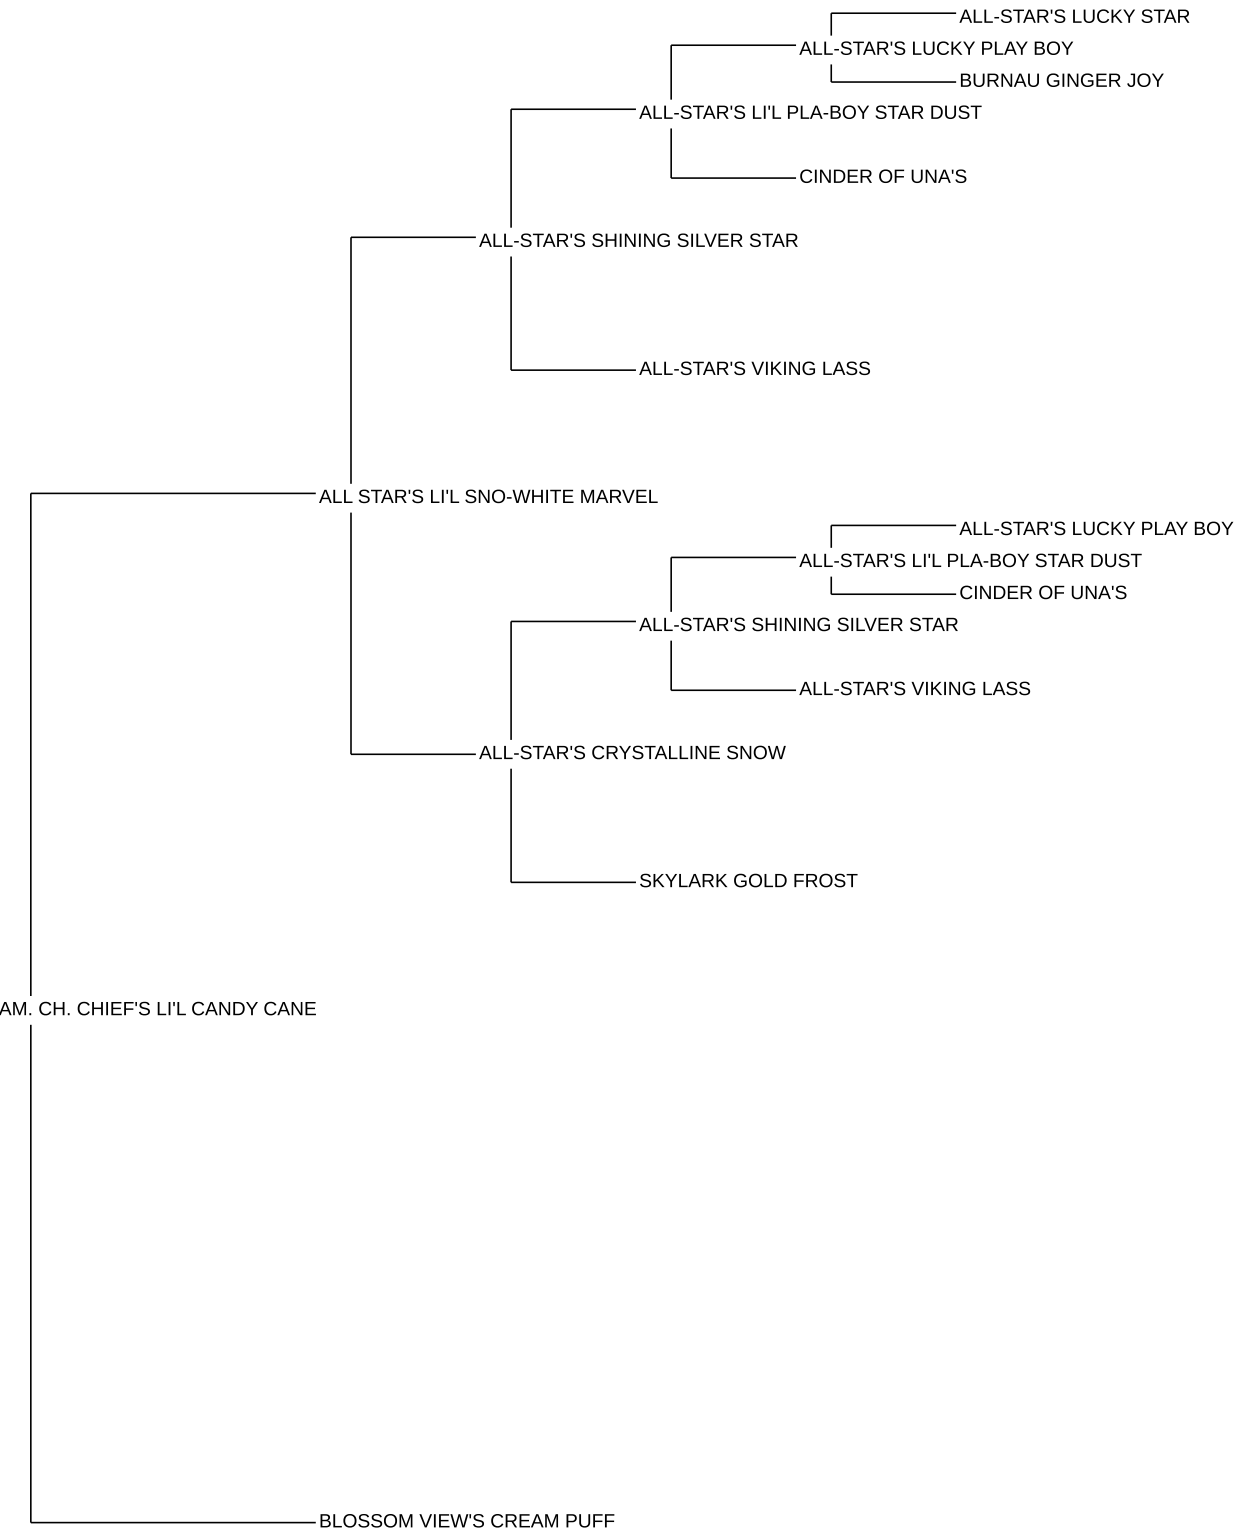 ALL-STAR'S LUCKY STAR
ALL-STAR'S LUCKY PLAY BOY
BURNAU GINGER JOY
ALL-STAR'S LI'L PLA-BOY STAR DUST
CINDER OF UNA'S
ALL-STAR'S SHINING SILVER STAR
ALL-STAR'S VIKING LASS
ALL STAR'S LI'L SNO-WHITE MARVEL
ALL-STAR'S LUCKY PLAY BOY
ALL-STAR'S LI'L PLA-BOY STAR DUST
CINDER OF UNA'S
ALL-STAR'S SHINING SILVER STAR
ALL-STAR'S VIKING LASS
ALL-STAR'S CRYSTALLINE SNOW
SKYLARK GOLD FROST
AM. CH. CHIEF'S LI'L CANDY CANE
BLOSSOM VIEW'S CREAM PUFF